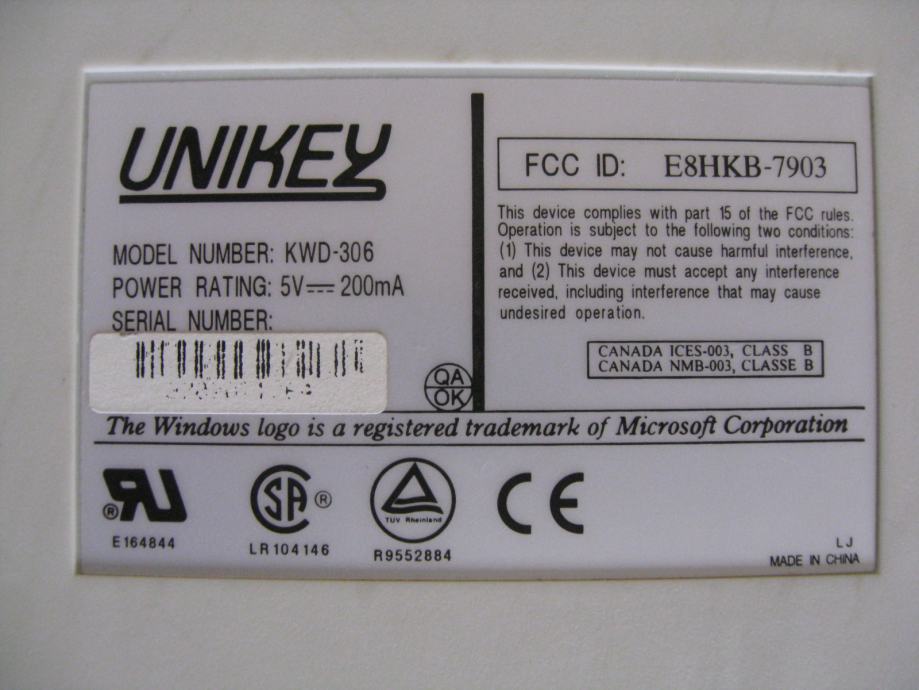 UNIKEY
MODEL NUMBER: KWD-306
POWER RATING: 5V⎓200mA
SERIAL NUMBER:
QA
OK
FCC ID: E8HKB-7903
This device complies with part 15 of the FCC rules.
Operation is subject to the following two conditions:
(1) This device may not cause harmful interference,
and (2) This device must accept any interference
received, including interference that may cause
undesired operation.
CANADA ICES-003, CLASS B
CANADA NMB-003, CLASSE B
The Windows logo is a registered trademark of Microsoft Corporation
®
E164844
SA ®
LR104146
TÜV Rheinland
R9552884
CE
LJ
MADE IN CHINA